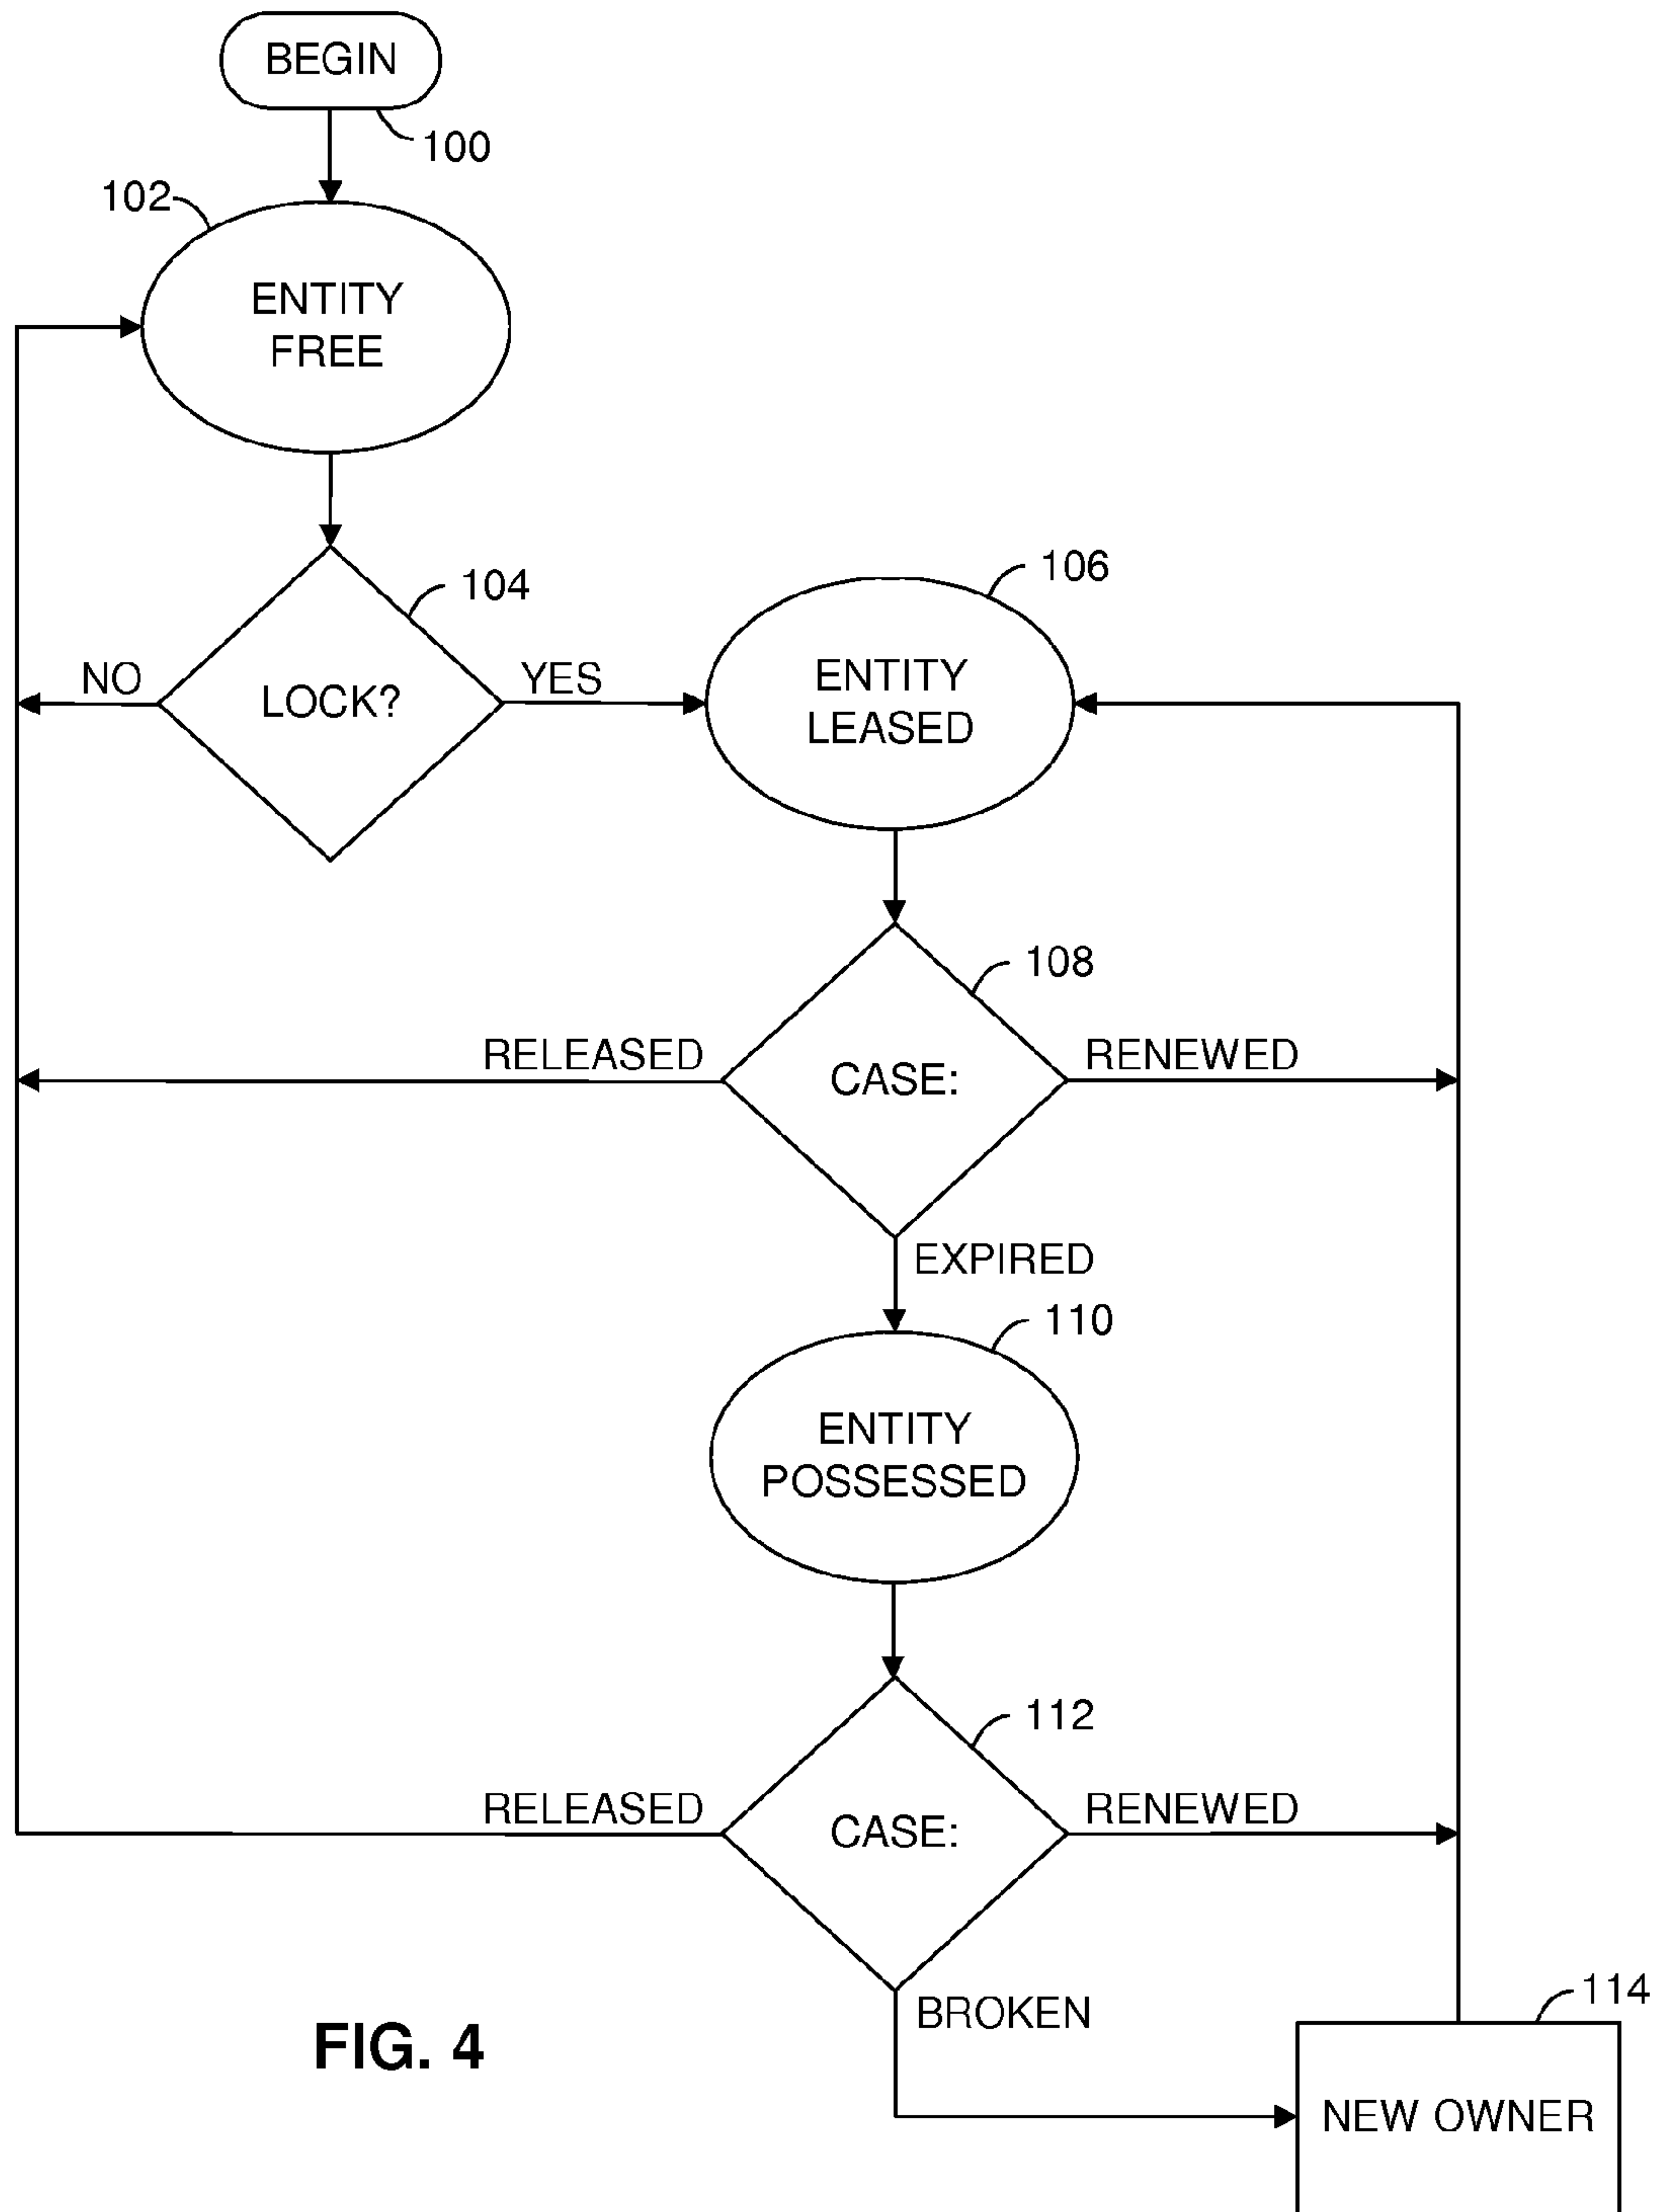 BEGIN
100
102
ENTITY
FREE
104
NO
LOCK?
YES
106
ENTITY
LEASED
108
RELEASED
CASE:
RENEWED
EXPIRED
110
ENTITY
POSSESSED
112
RELEASED
CASE:
RENEWED
BROKEN
114
NEW OWNER
FIG. 4